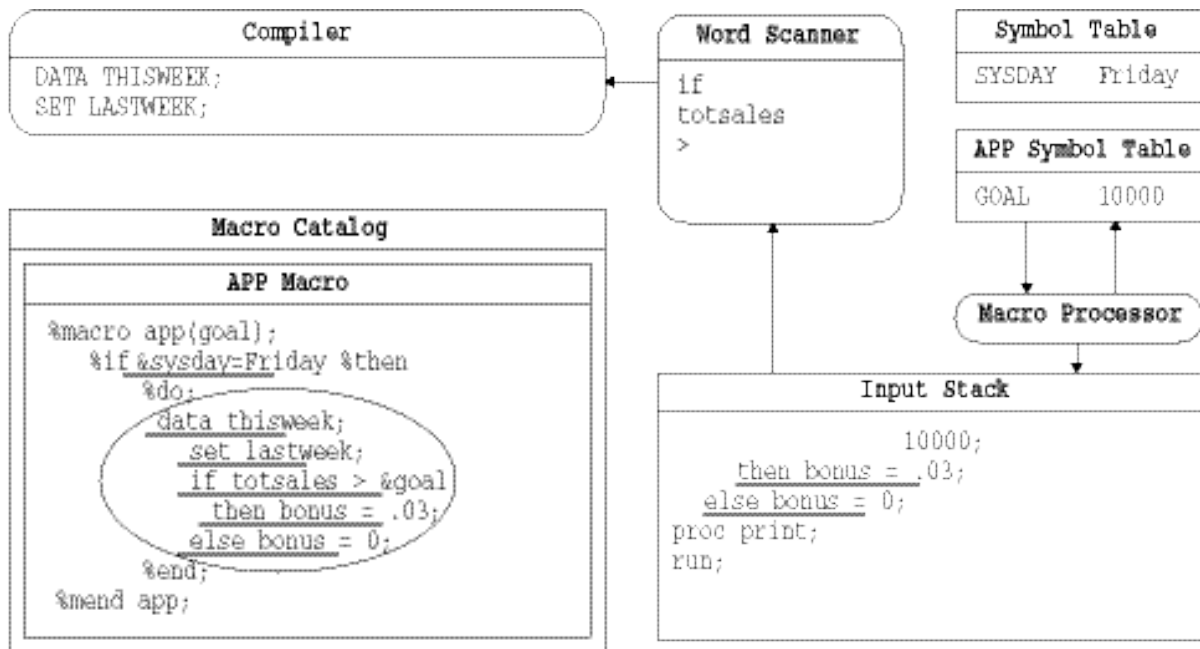 Compiler
DATA THISWEEK;
SET LASTWEEK;
Word Scanner
if
totsales
>
Symbol Table
SYSDAY Friday
APP Symbol Table
GOAL 10000
Macro Processor
Macro Catalog
APP Macro
%macro app(goal);
%if &sysday=Friday %then
%do;
data thisweek;
set lastweek;
if totsales > &goal
then bonus = .03;
else bonus = 0;
%end;
%mend app;
Input Stack
10000;
then bonus = .03;
else bonus = 0;
proc print;
run;